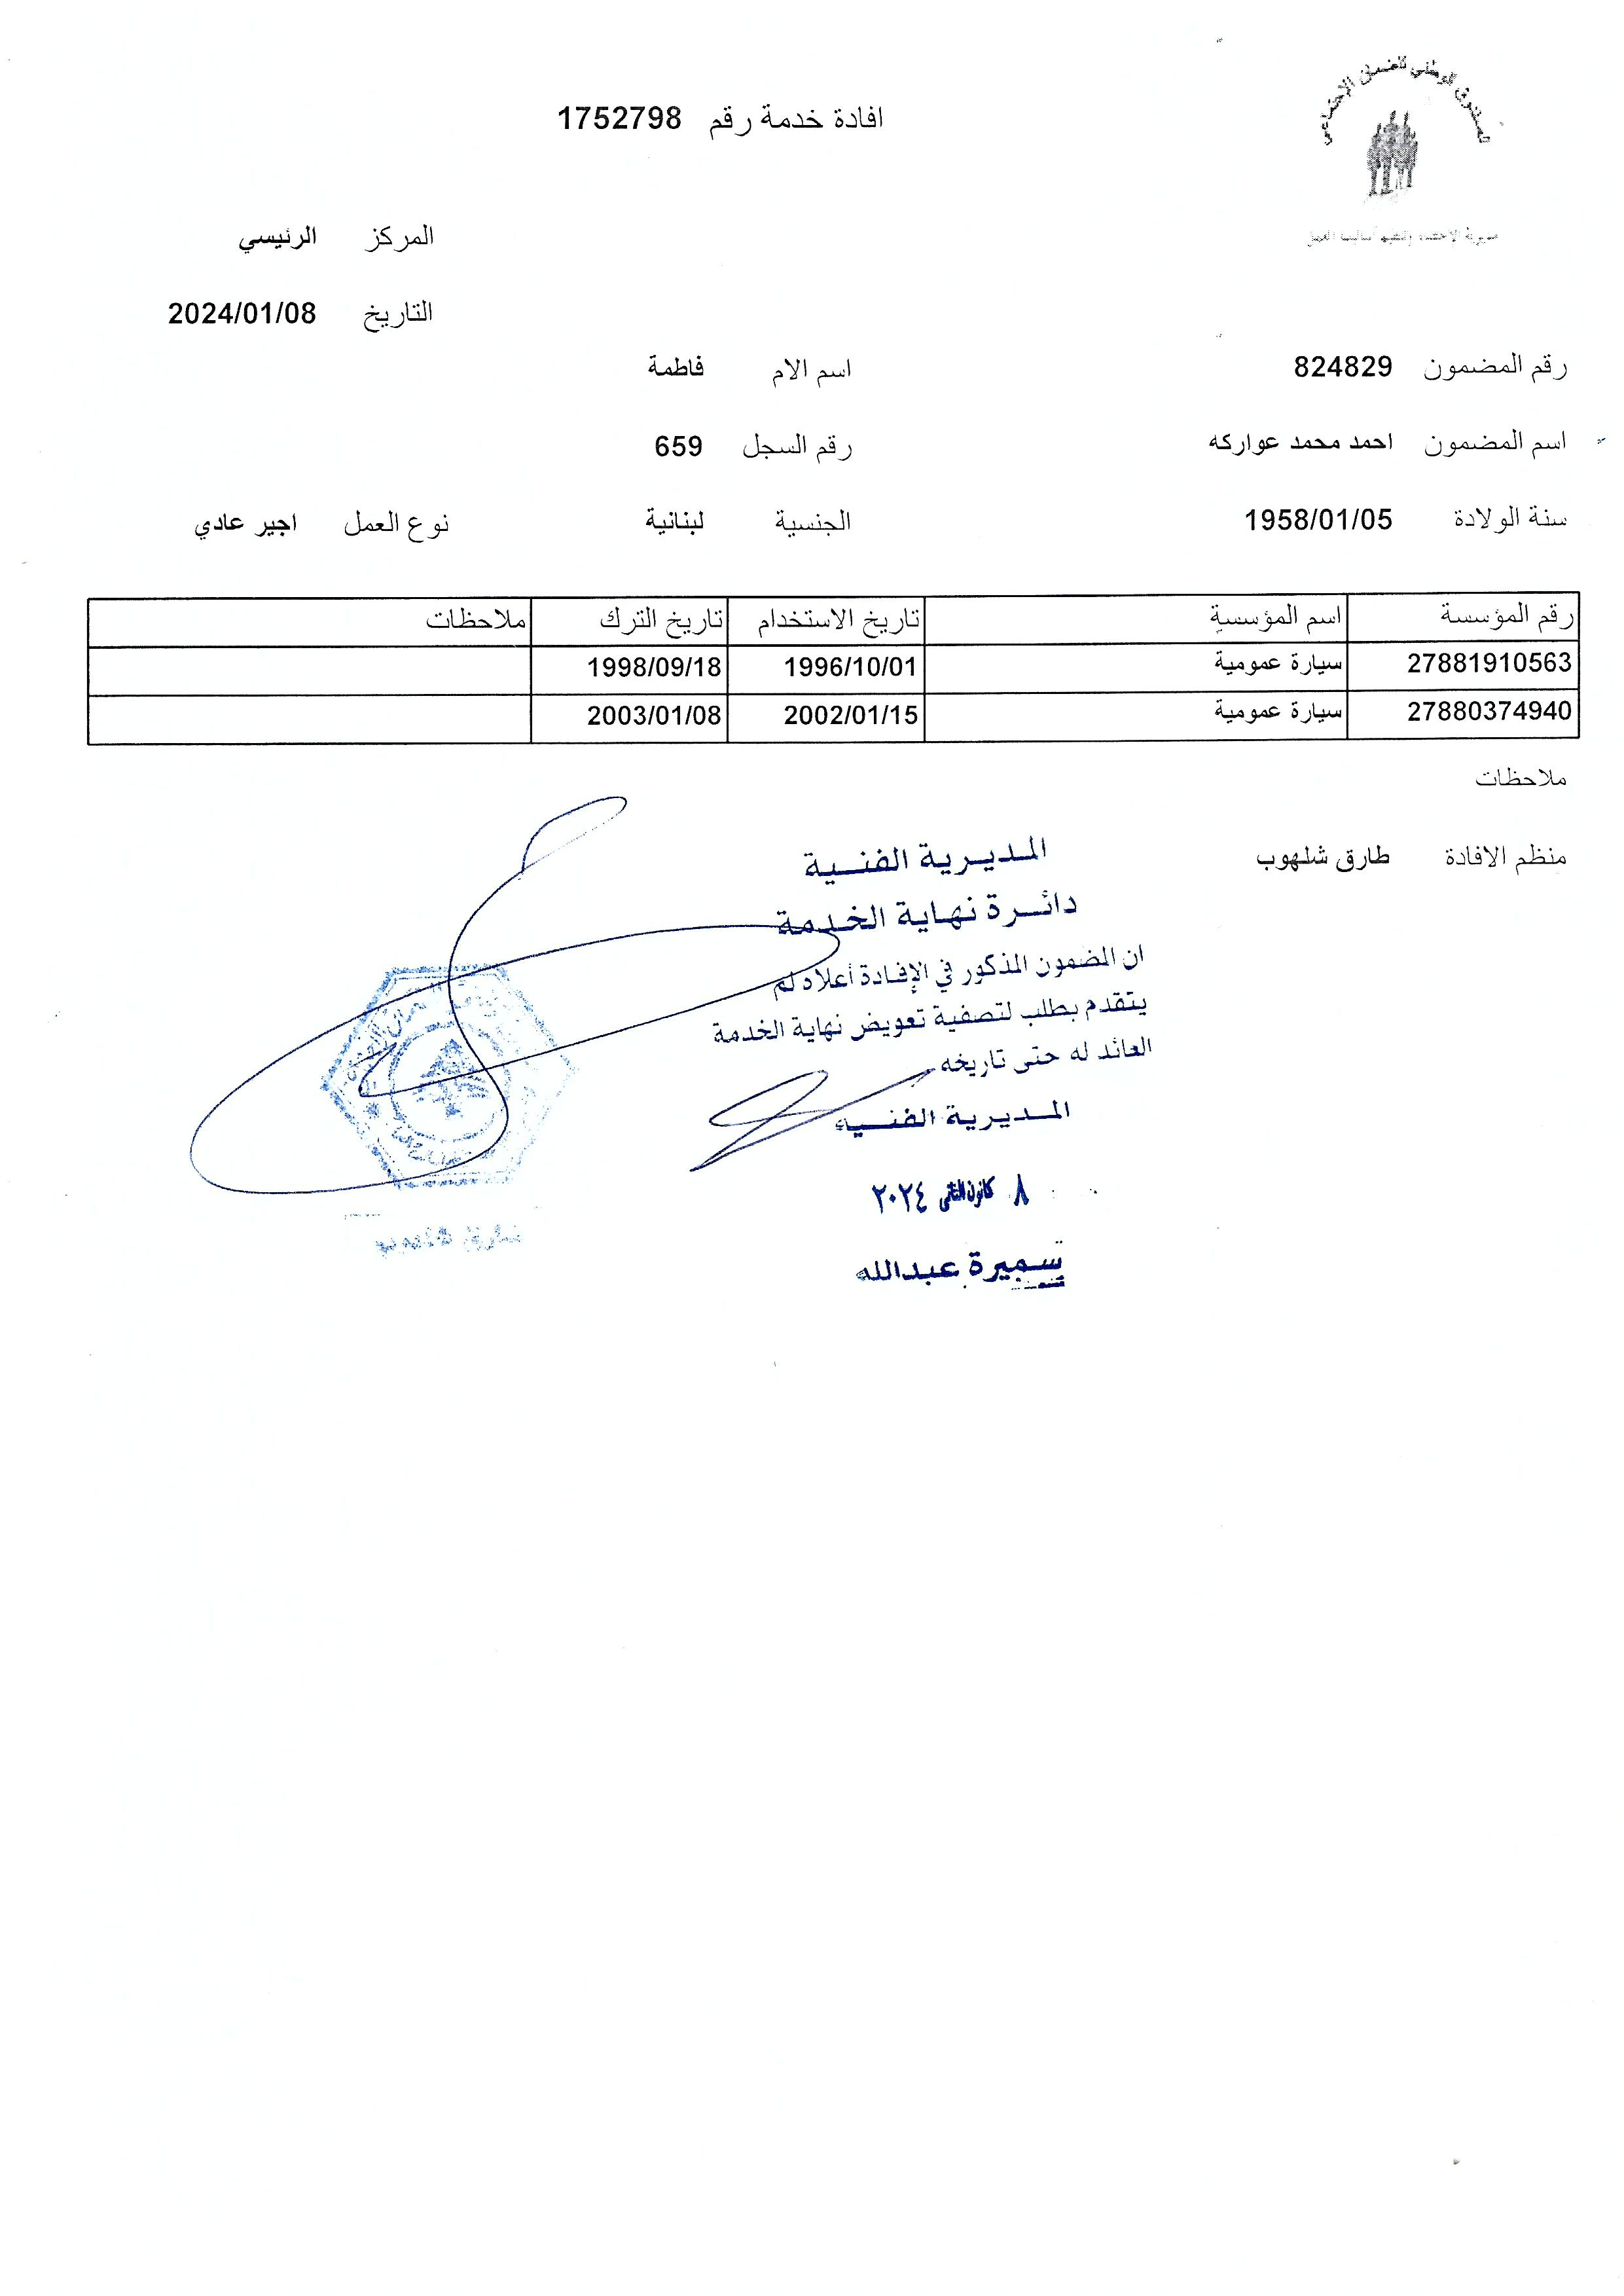 الصندوق الوطني للضمان الإجتماعي
افادة خدمة رقم 1752798
المركز الرئيسي
التاريخ 2024/01/08
رقم المضمون 824829 اسم الام فاطمة
اسم المضمون احمد محمد عواركه رقم السجل 659
سنة الولادة 1958/01/05 الجنسية لبنانية نوع العمل اجير عادي
رقم المؤسسة اسم المؤسسة تاريخ الاستخدام تاريخ الترك ملاحظات
27881910563 سيارة عمومية 1996/10/01 1998/09/18
27880374940 سيارة عمومية 2002/01/15 2003/01/08
ملاحظات
منظم الافادة طارق شلهوب
المديرية الفنية
دائرة نهاية الخدمة
ان المضمون المذكور في الإفادة أعلاه لم
يتقدم بطلب لتصفية تعويض نهاية الخدمة
العائد له حتى تاريخه
المديرية الفنية
٨ كانون الثاني ٢٠٢٤
سميرة عبدالله